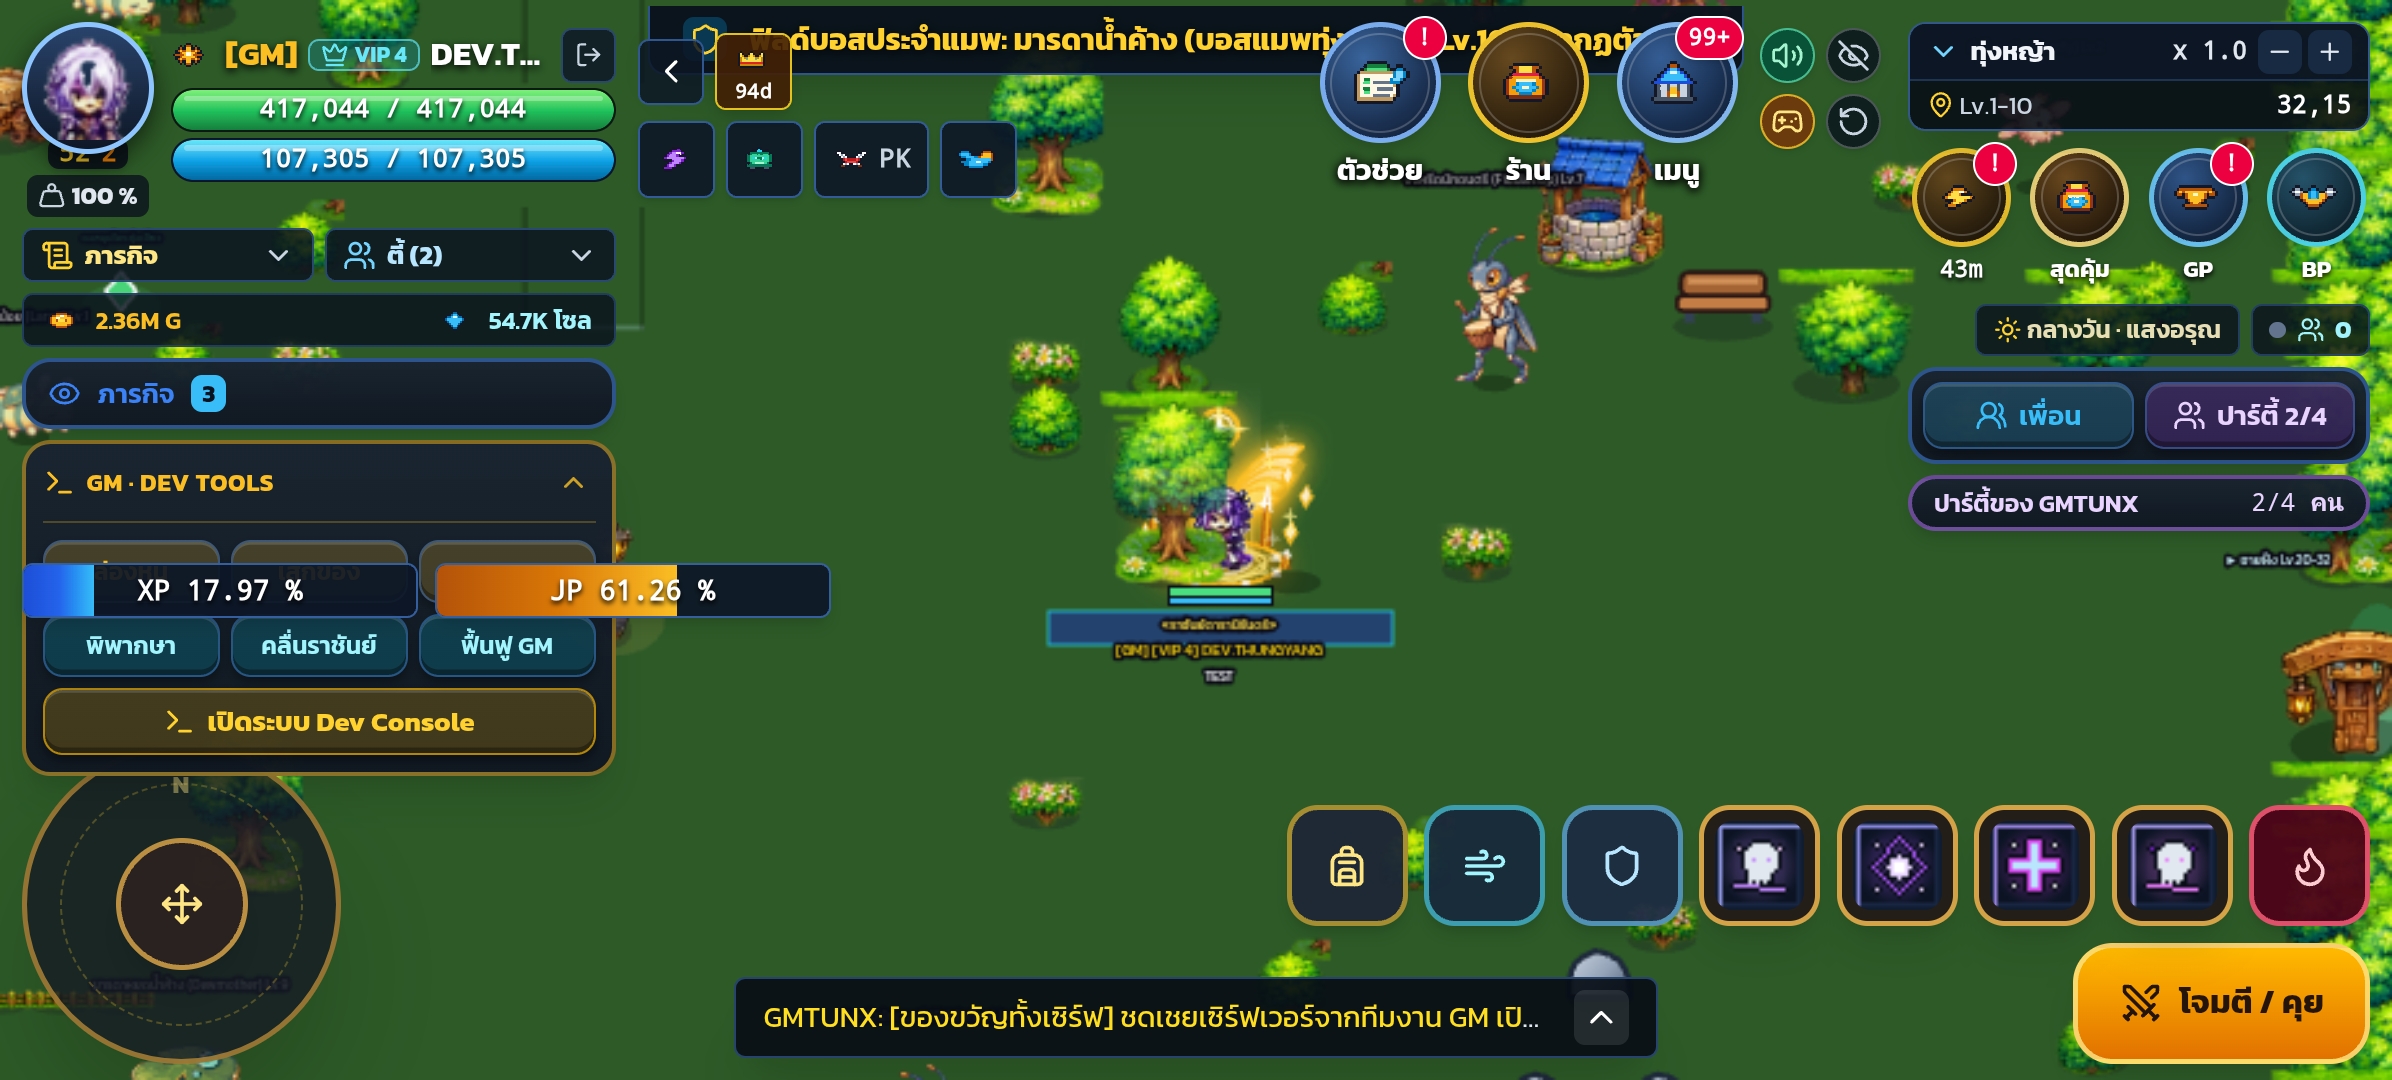 [GM] VIP 4 DEV.T...
417,044 / 417,044
107,305 / 107,305
100 %
ภารกิจ
ตี้ (2)
2.36M G
54.7K โซล
ภารกิจ 3
GM · DEV TOOLS
XP 17.97 %
JP 61.26 %
พิพากษา
คลื่นราชันย์
ฟื้นฟู GM
เปิดระบบ Dev Console
N
ฟิลด์บอสประจำแมพ: มารดาน้ำค้าง (บอสแมพทุ่ง
94d
PK
!
99+
ตัวช่วย
ร้าน
เมนู
ทุ่งหญ้า
x 1.0
Lv.1-10
32,15
!
!
43m
สุดคุ้ม
GP
BP
กลางวัน · แสงอรุณ
0
เพื่อน
ปาร์ตี้ 2/4
ปาร์ตี้ของ GMTUNX
2/4 คน
[GM] [VIP 4] DEV.THUNGYANG
TEST
GMTUNX: [ของขวัญทั้งเซิร์ฟ] ชดเชยเซิร์ฟเวอร์จากทีมงาน GM เปิ...
โจมตี / คุย